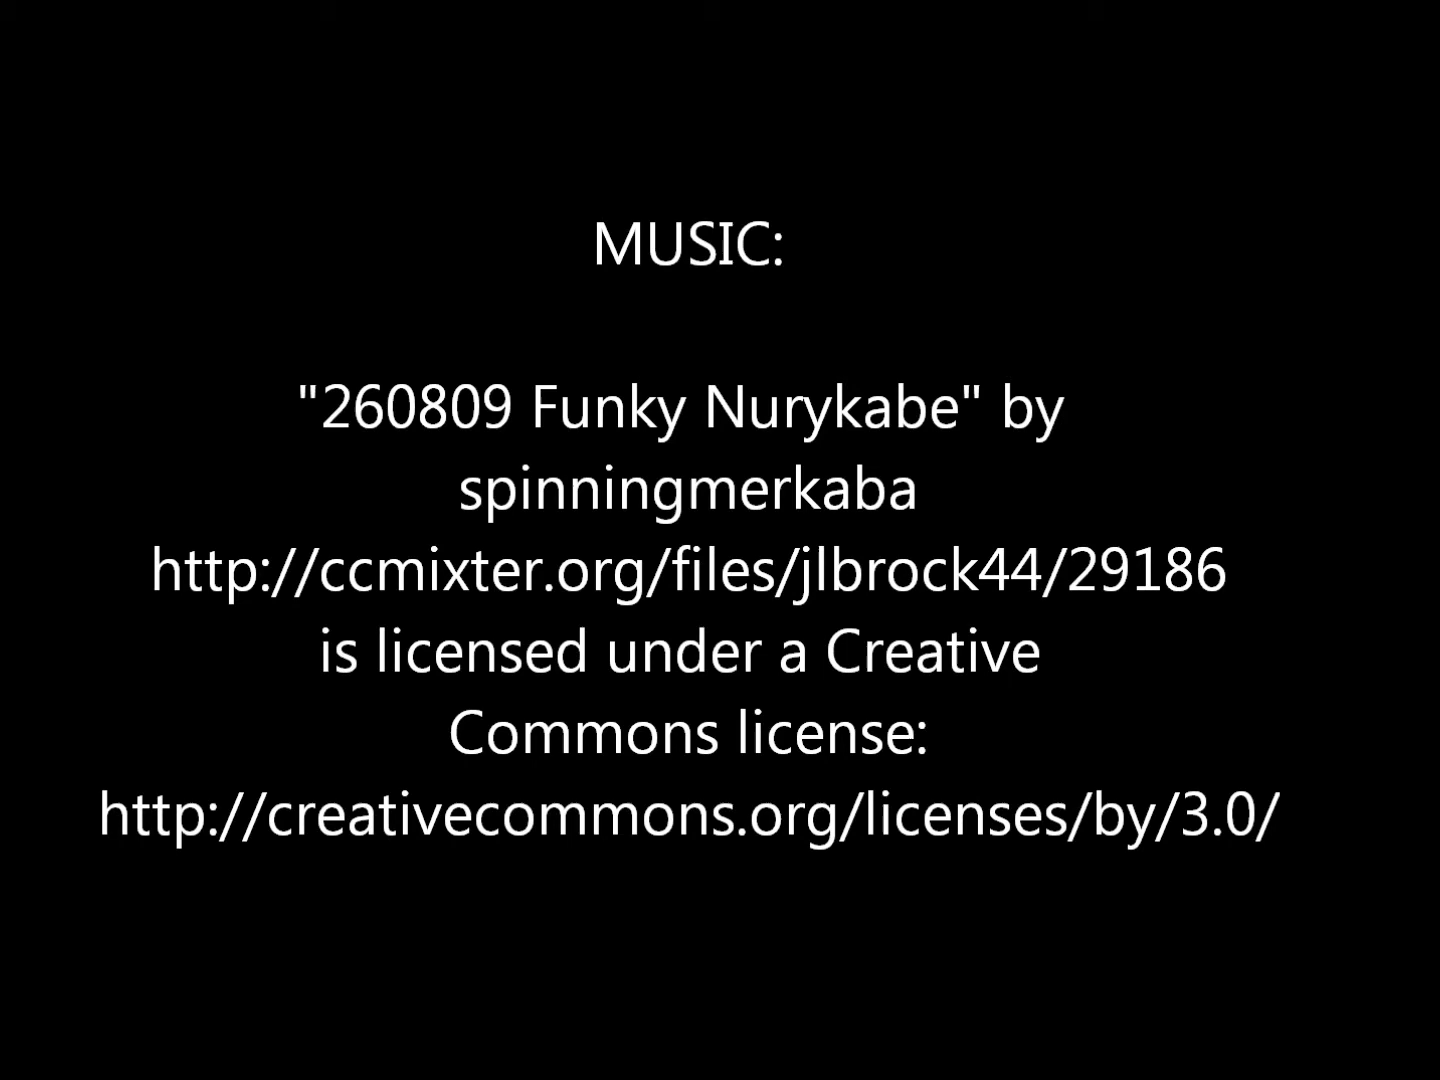 MUSIC:
"260809 Funky Nurykabe" by
spinningmerkaba
http://ccmixter.org/files/jlbrock44/29186
is licensed under a Creative
Commons license:
http://creativecommons.org/licenses/by/3.0/